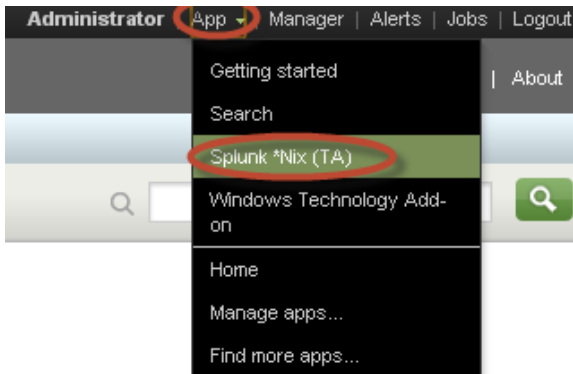 Administrator | App | Manager | Alerts | Jobs | Logout
| About
Getting started
Search
Splunk *Nix (TA)
Windows Technology Add-
on
Home
Manage apps...
Find more apps...